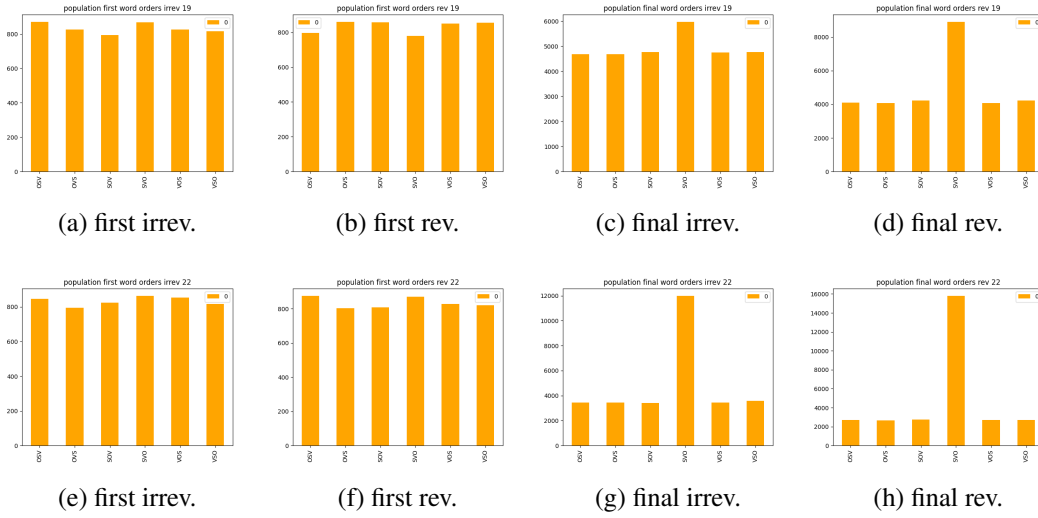 population first word orders irrev 19
0
800
600
400
200
0
OSV OVS SOV SVO VOS VSO
(a) first irrev.
population first word orders rev 19
0
800
600
400
200
0
OSV OVS SOV SVO VOS VSO
(b) first rev.
population final word orders irrev 19
0
6000
5000
4000
3000
2000
1000
0
OSV OVS SOV SVO VOS VSO
(c) final irrev.
population final word orders rev 19
0
8000
6000
4000
2000
0
OSV OVS SOV SVO VOS VSO
(d) final rev.
population first word orders irrev 22
0
800
600
400
200
0
OSV OVS SOV SVO VOS VSO
(e) first irrev.
population first word orders rev 22
0
800
600
400
200
0
OSV OVS SOV SVO VOS VSO
(f) first rev.
population final word orders irrev 22
0
12000
10000
8000
6000
4000
2000
0
OSV OVS SOV SVO VOS VSO
(g) final irrev.
population final word orders rev 22
0
16000
14000
12000
10000
8000
6000
4000
2000
0
OSV OVS SOV SVO VOS VSO
(h) final rev.